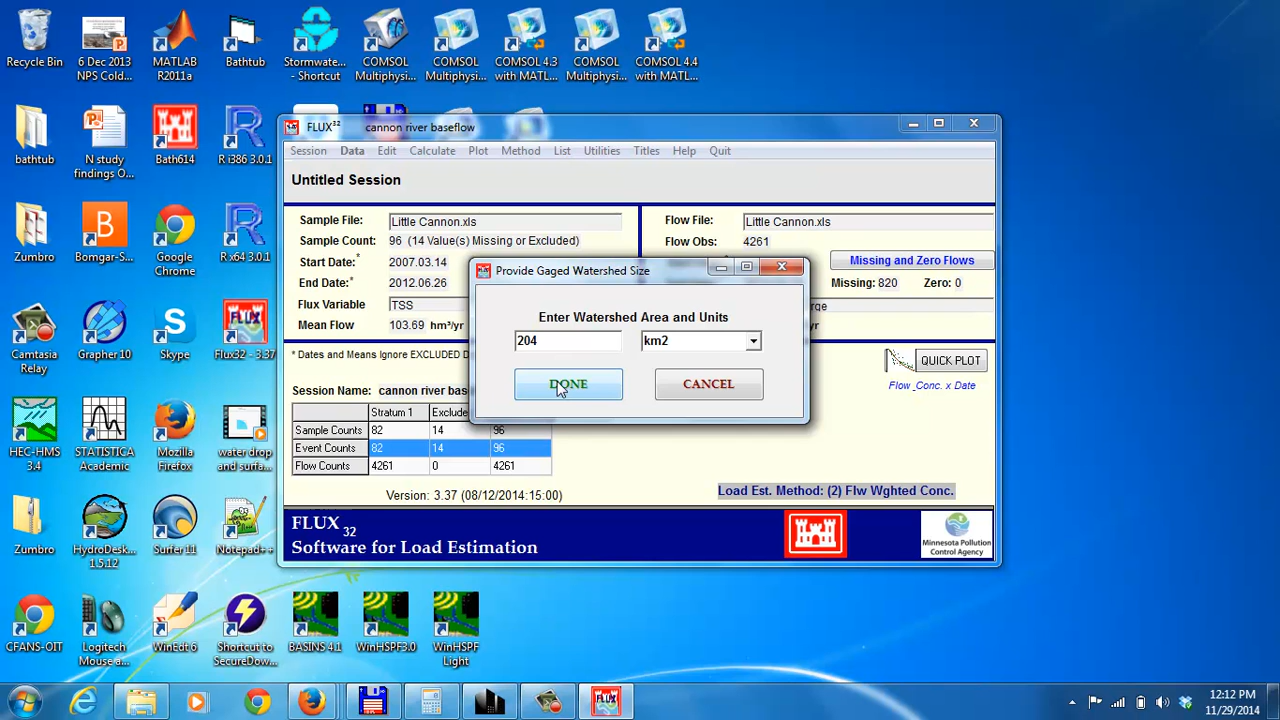 Recycle Bin
6 Dec 2013
NPS Cold...
MATLAB
R2011a
Bathtub
Stormwate...
- Shortcut
COMSOL
Multiphysi...
COMSOL
Multiphysi...
COMSOL 4.3
with MATL...
COMSOL
Multiphysi...
COMSOL 4.4
with MATL...
bathtub
N study
findings O...
Bath614
R i386 3.0.1
Zumbro
Bomgar-S...
Google
Chrome
R x64 3.0.1
Camtasia
Relay
Grapher 10
Skype
Flux32 - 3.37
HEC-HMS
3.4
STATISTICA
Academic
Mozilla
Firefox
water drop
and surfa...
Zumbro
HydroDesk...
1.5.12
Surfer11
Notepad++
CFANS-OIT
Logitech
Mouse a...
WinEdt 6
Shortcut to
SecureDow...
BASINS 4.1
WinHSPF3.0
WinHSPF
Light
FLUX32 cannon river baseflow
Session Data Edit Calculate Plot Method List Utilities Titles Help Quit
Untitled Session
Sample File: Little Cannon.xls
Sample Count: 96 (14 Value(s) Missing or Excluded)
Start Date:* 2007.03.14
End Date:* 2012.06.26
Flux Variable TSS
Mean Flow 103.69 hm³/yr
Flow File: Little Cannon.xls
Flow Obs: 4261
Missing and Zero Flows
Missing: 820 Zero: 0
Provide Gaged Watershed Size
Enter Watershed Area and Units
204 km2
DONE CANCEL
* Dates and Means Ignore EXCLUDED D
QUICK PLOT
Flow _Conc. x Date
Session Name: cannon river bas
Stratum 1 Exclude
Sample Counts 82 14 96
Event Counts 82 14 96
Flow Counts 4261 0 4261
Version: 3.37 (08/12/2014:15:00)
Load Est. Method: (2) Flw Wghted Conc.
FLUX
32
Software for Load Estimation
Minnesota Pollution
Control Agency
12:12 PM
11/29/2014